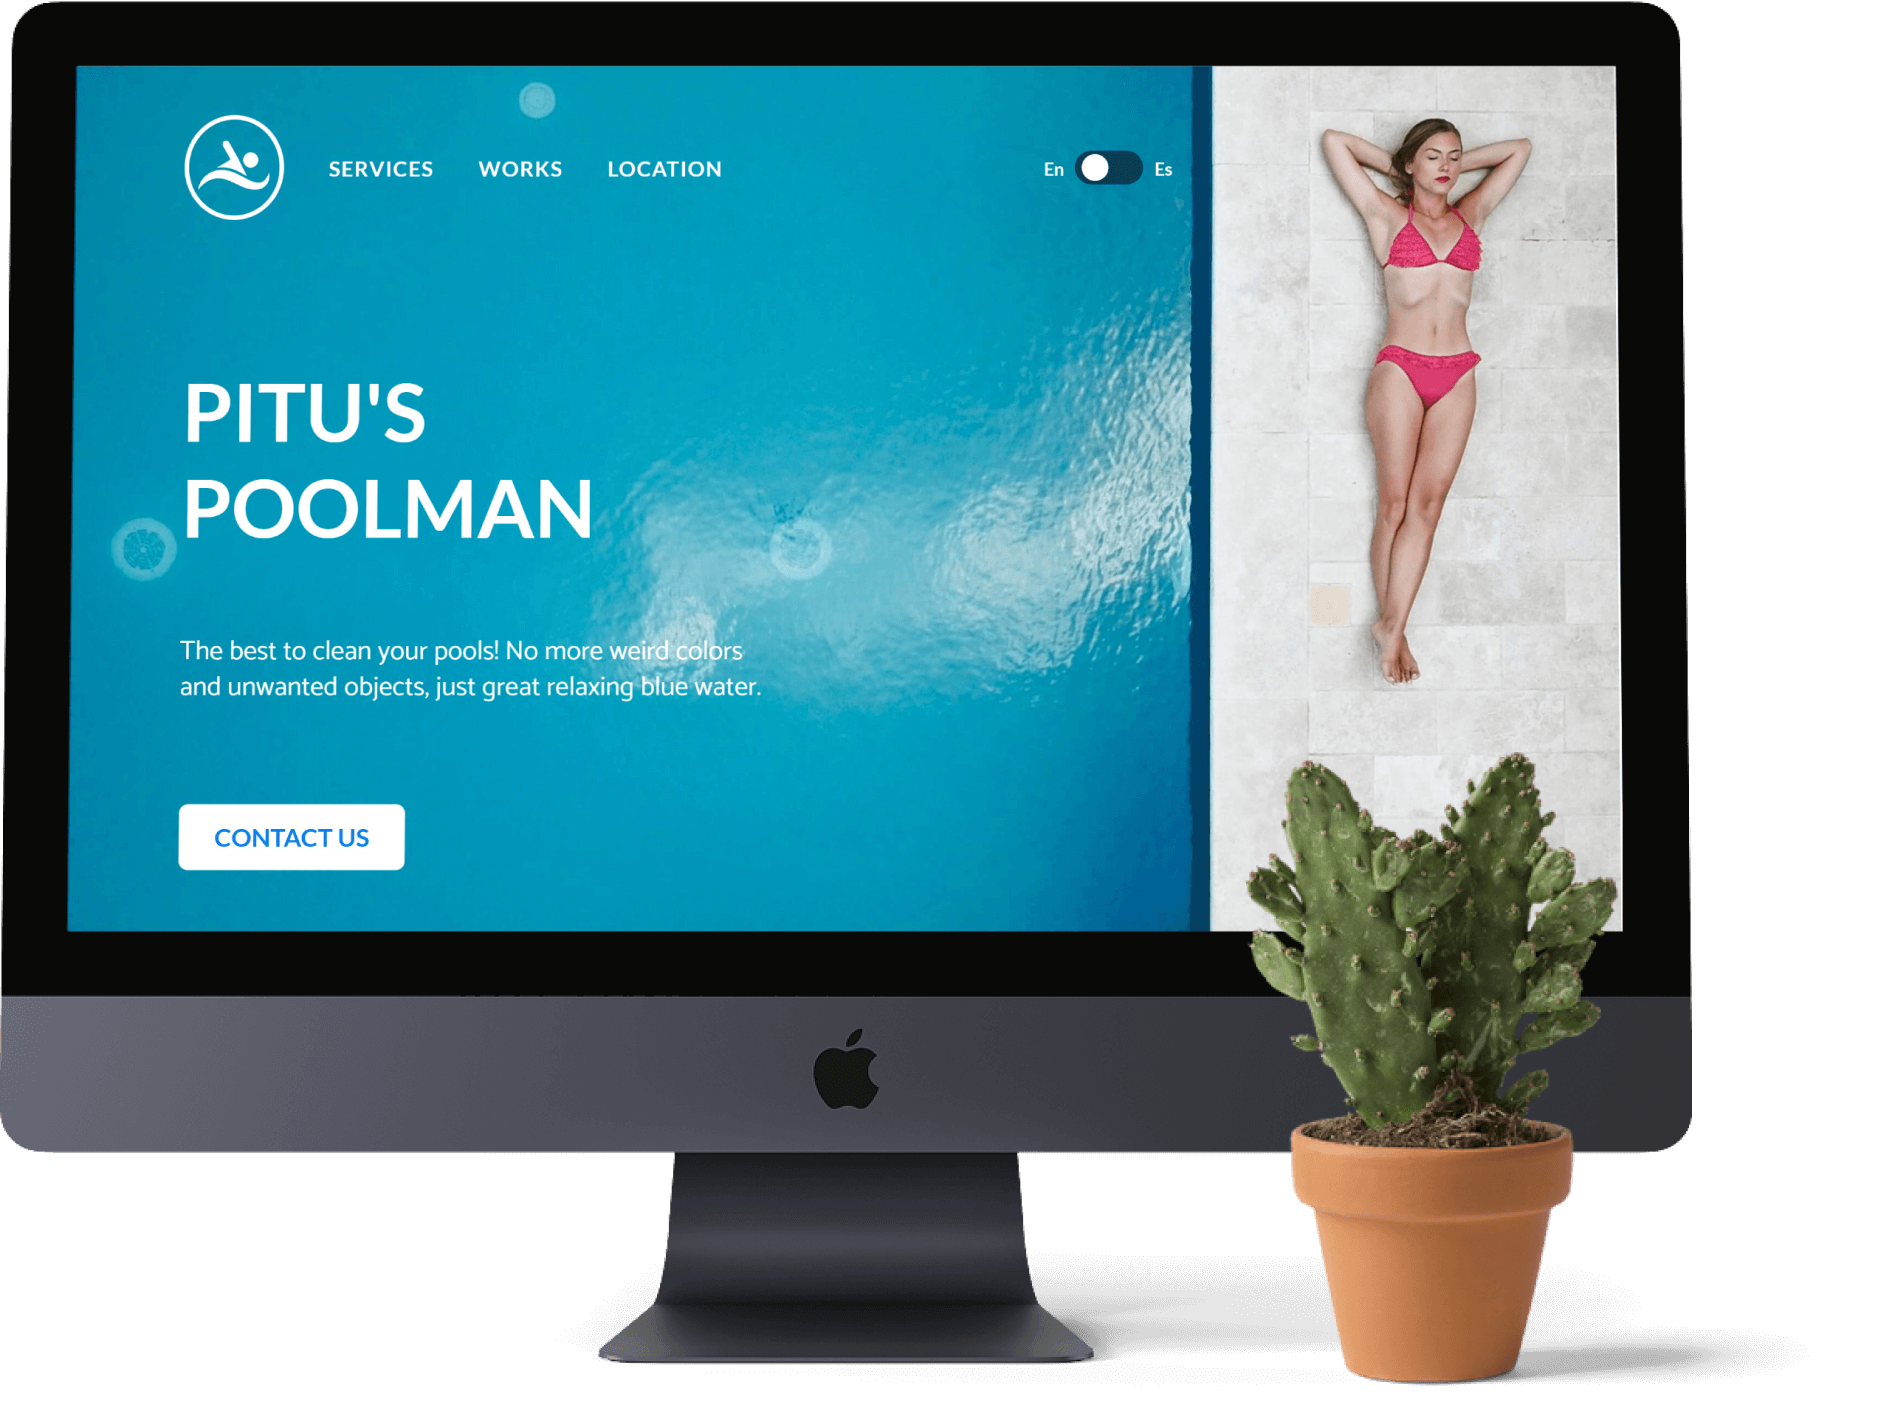 SERVICES WORKS LOCATION En Es
PITU'S
POOLMAN
The best to clean your pools! No more weird colors
and unwanted objects, just great relaxing blue water.
CONTACT US